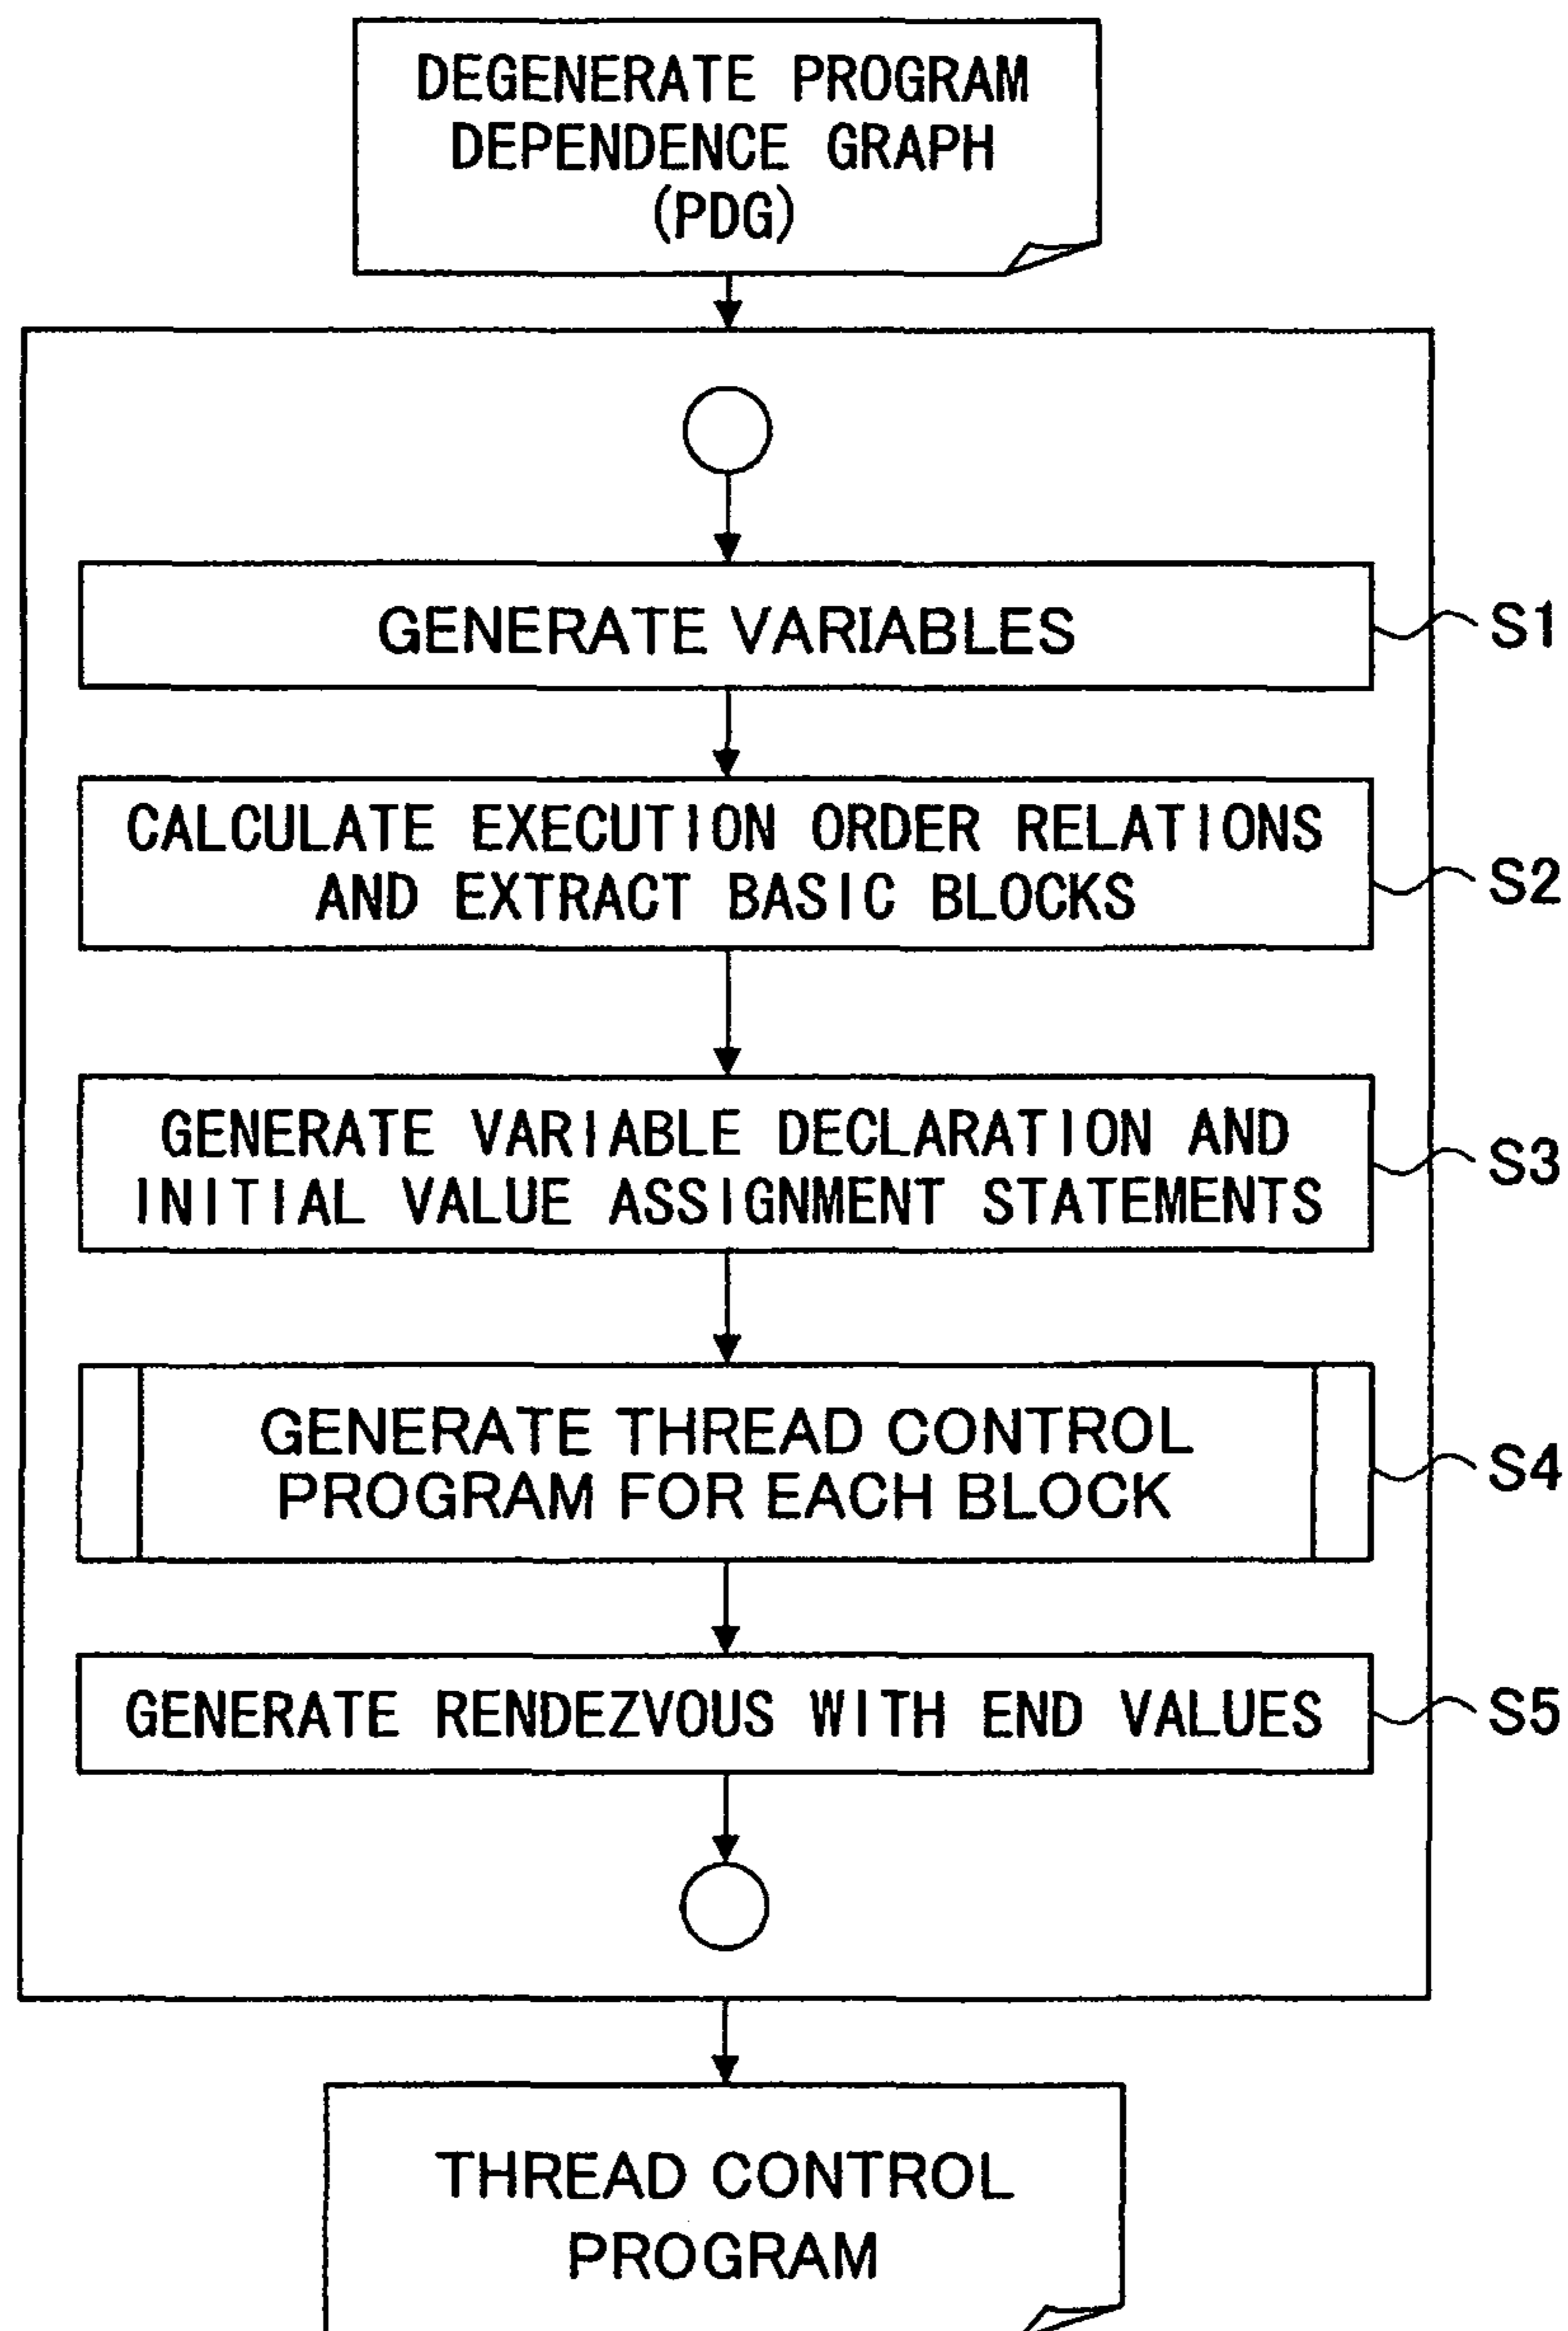 DEGENERATE PROGRAM
DEPENDENCE GRAPH
(PDG)
GENERATE VARIABLES
S1
CALCULATE EXECUTION ORDER RELATIONS
AND EXTRACT BASIC BLOCKS
S2
GENERATE VARIABLE DECLARATION AND
INITIAL VALUE ASSIGNMENT STATEMENTS
S3
GENERATE THREAD CONTROL
PROGRAM FOR EACH BLOCK
S4
GENERATE RENDEZVOUS WITH END VALUES
S5
THREAD CONTROL
PROGRAM